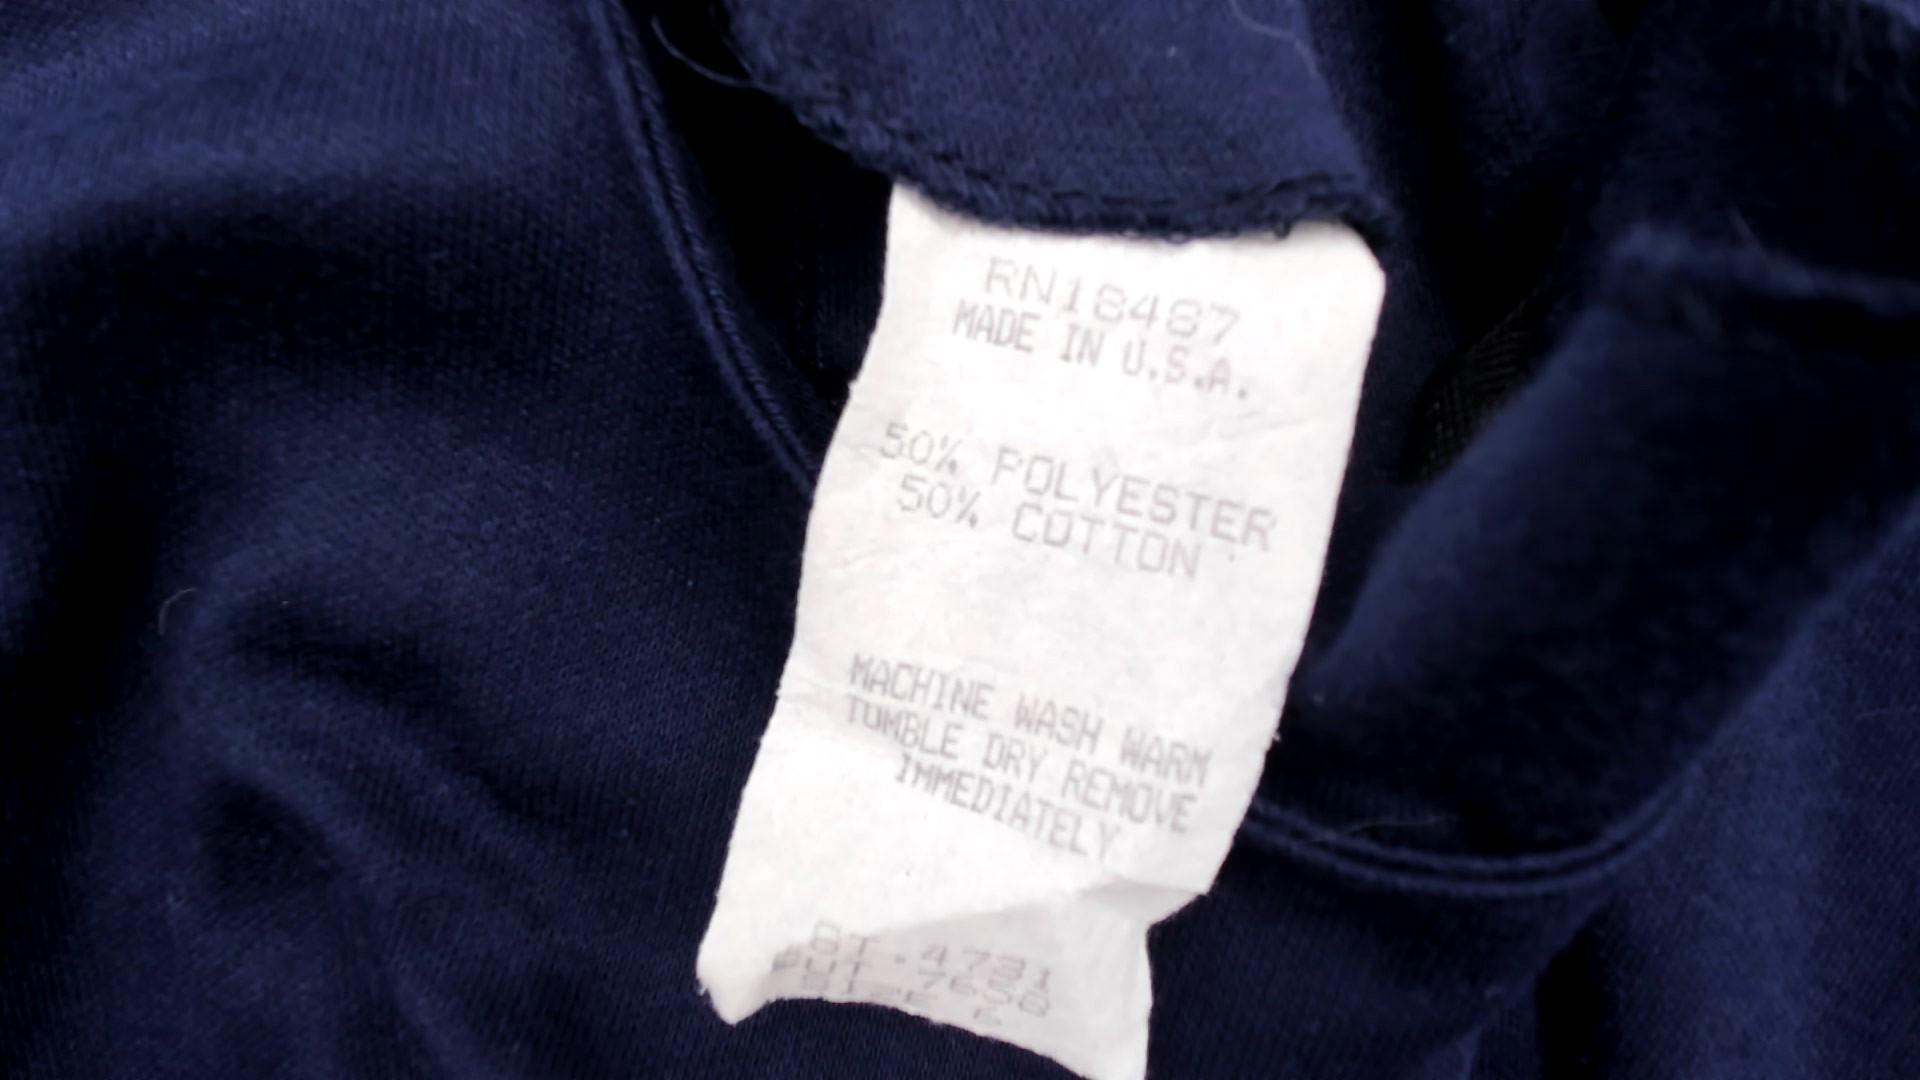 RN18487
MADE IN U.S.A.
50% POLYESTER
50% COTTON
MACHINE WASH WARM
TUMBLE DRY REMOVE
IMMEDIATELY